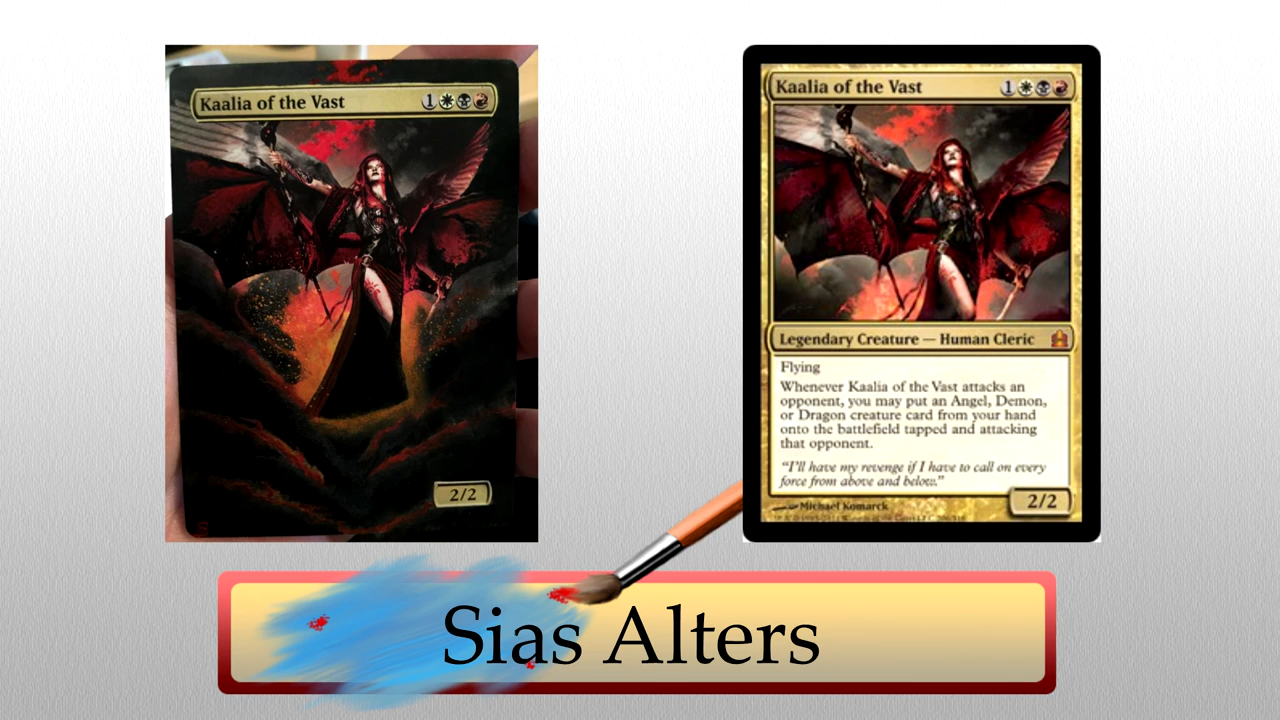 Kaalia of the Vast 1
2/2
Kaalia of the Vast 1
Legendary Creature — Human Cleric
Flying
Whenever Kaalia of the Vast attacks an
opponent, you may put an Angel, Demon,
or Dragon creature card from your hand
onto the battlefield tapped and attacking
that opponent.
"I'll have my revenge if I have to call on every
force from above and below."
Michael Komarck
2/2
Sias Alters